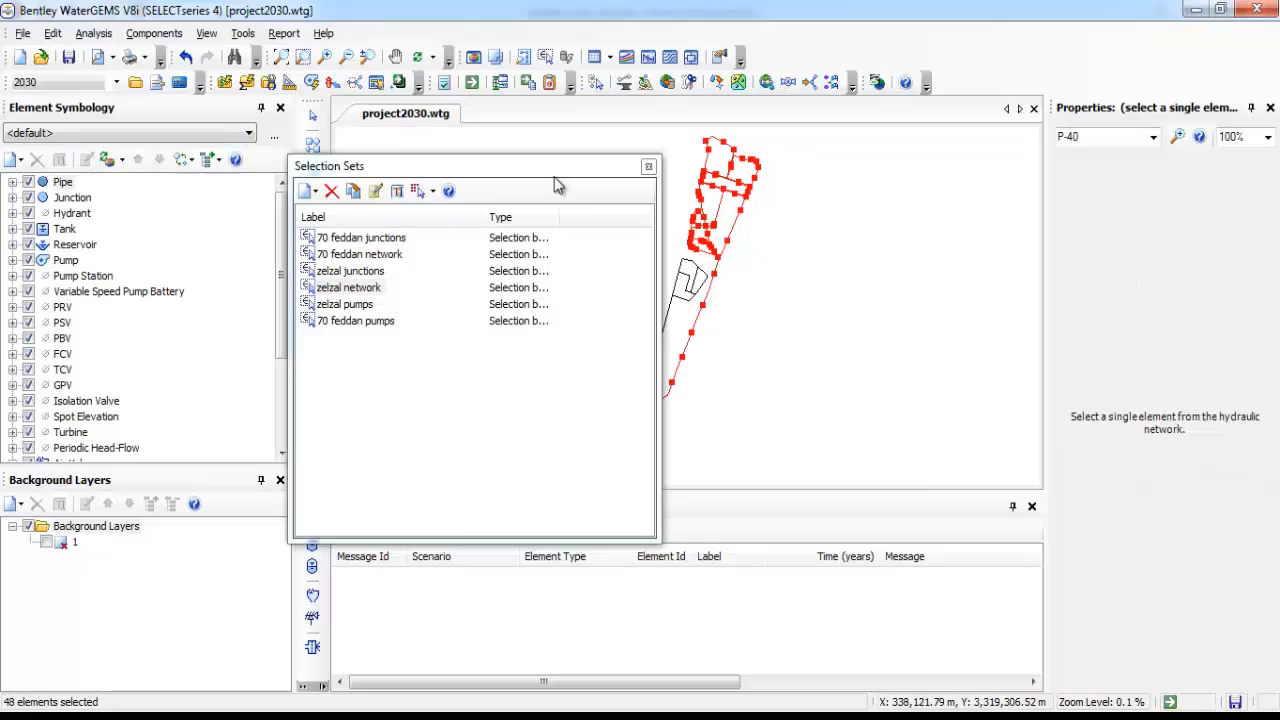 Bentley WaterGEMS V8i (SELECTseries 4) [project2030.wtg]
File Edit Analysis Components View Tools Report Help
2030
Element Symbology
<default>
...
Pipe
Junction
Hydrant
Tank
Reservoir
Pump
Pump Station
Variable Speed Pump Battery
PRV
PSV
PBV
FCV
TCV
GPV
Isolation Valve
Spot Elevation
Turbine
Periodic Head-Flow
Background Layers
Background Layers
1
project2030.wtg
Selection Sets
Label Type
70 feddan junctions Selection b...
70 feddan network Selection b...
zelzal junctions Selection b...
zelzal network Selection b...
zelzal pumps Selection b...
70 feddan pumps Selection b...
Properties: (select a single elem...
P-40 100%
Select a single element from the hydraulic
network.
Message Id Scenario Element Type Element Id Label Time (years) Message
48 elements selected X: 338,121.79 m, Y: 3,319,306.52 m Zoom Level: 0.1 %